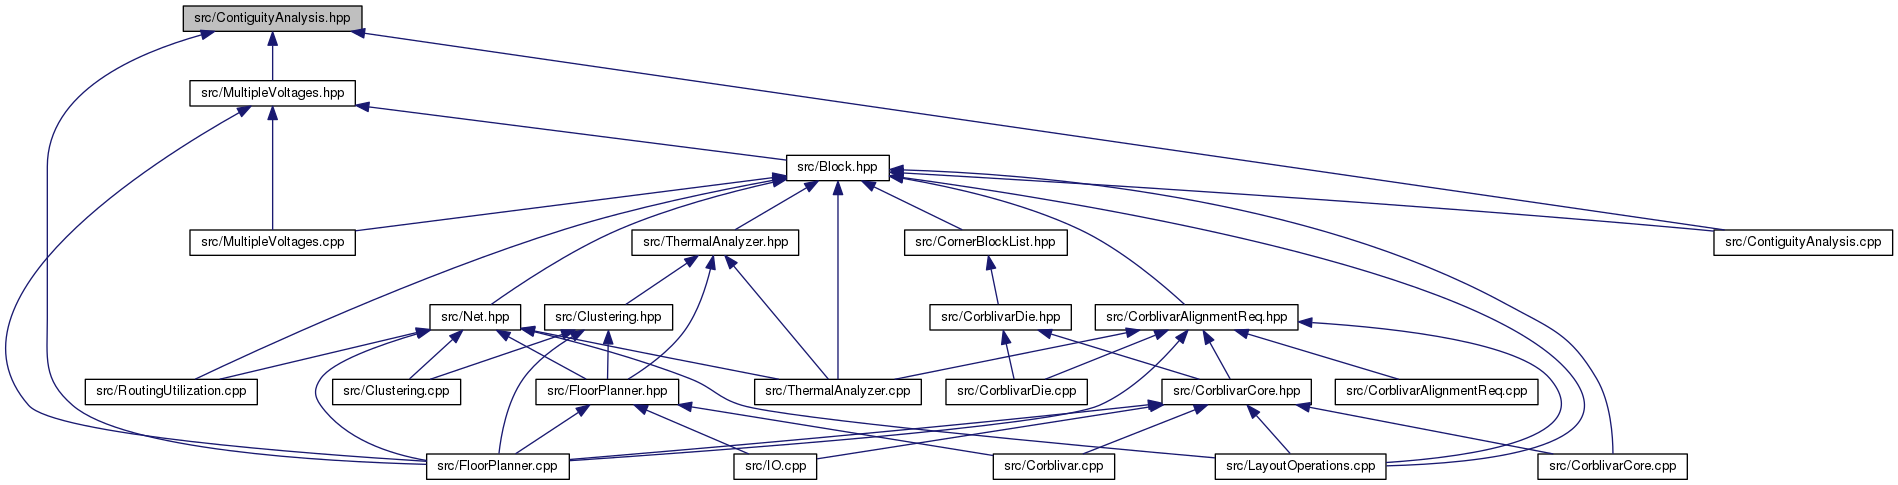 src/ContiguityAnalysis.hpp
src/MultipleVoltages.hpp
src/Block.hpp
src/MultipleVoltages.cpp
src/ThermalAnalyzer.hpp
src/CornerBlockList.hpp
src/ContiguityAnalysis.cpp
src/Net.hpp
src/Clustering.hpp
src/CorblivarDie.hpp
src/CorblivarAlignmentReq.hpp
src/RoutingUtilization.cpp
src/Clustering.cpp
src/FloorPlanner.hpp
src/ThermalAnalyzer.cpp
src/CorblivarDie.cpp
src/CorblivarCore.hpp
src/CorblivarAlignmentReq.cpp
src/FloorPlanner.cpp
src/IO.cpp
src/Corblivar.cpp
src/LayoutOperations.cpp
src/CorblivarCore.cpp